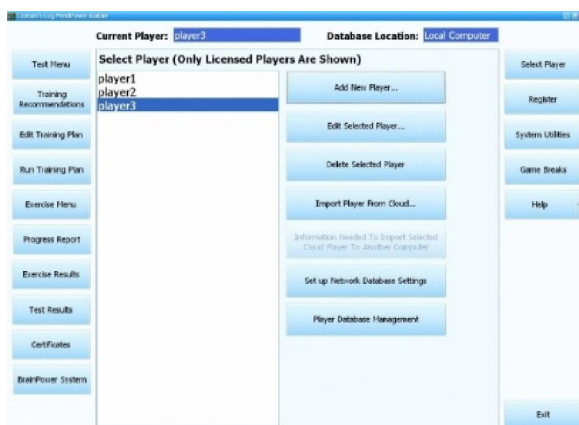 Captain's Log MindPower Builder
Current Player: player3
Database Location: Local Computer
Test Menu
Training
Recommendations
Edit Training Plan
Run Training Plan
Exercise Menu
Progress Report
Exercise Results
Test Results
Certificates
BrainPower System
Select Player (Only Licensed Players Are Shown)
player1
player2
player3
Add New Player...
Edit Selected Player...
Delete Selected Player
Import Player From Cloud...
Information Needed To Import Selected
Cloud Player To Another Computer
Set up Network Database Settings
Player Database Management
Select Player
Register
System Utilities
Game Breaks
Help
Exit